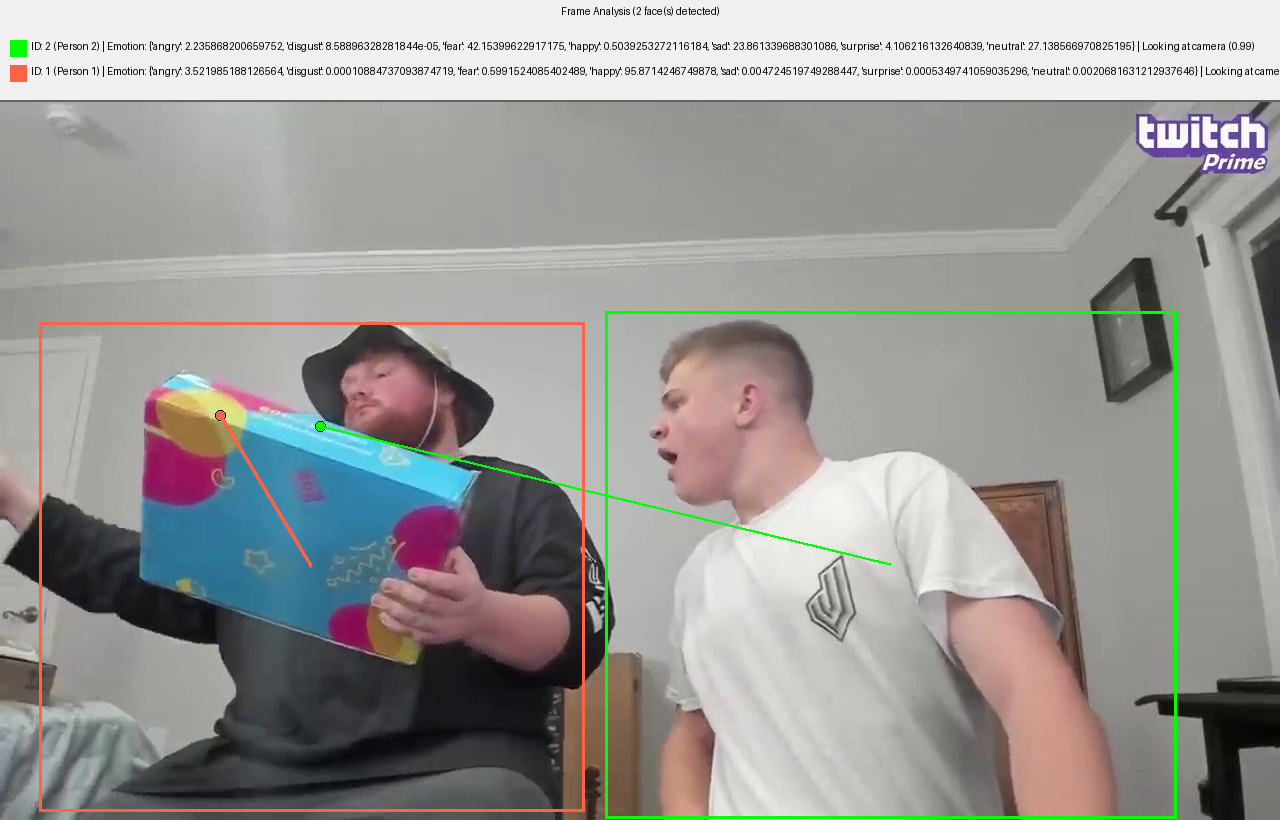 Frame Analysis (2 face(s) detected)
ID: 2 (Person 2) | Emotion: {'angry': 2.235868200659752, 'disgust': 8.58896328281844e-05, 'fear': 42.15399622917175, 'happy': 0.5039253272116184, 'sad': 23.861339688301086, 'surprise': 4.106216132640839, 'neutral': 27.138566970825195} | Looking at camera (0.99)
ID: 1 (Person 1) | Emotion: {'angry': 3.521985188126564, 'disgust': 0.00010884737093874719, 'fear': 0.5991524085402489, 'happy': 95.8714246749878, 'sad': 0.004724519749288447, 'surprise': 0.0005349741059035296, 'neutral': 0.0020681631212937646} | Looking at came
twitch
Prime